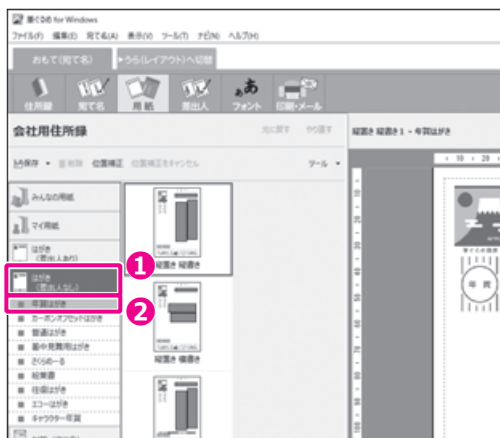 筆ぐるめ for Windows
ファイル(F) 編集(E) 宛て名(A) 表示(V) ツール(T) ナビ(N) ヘルプ(H)
おもて(宛て名) ▶うら(レイアウト)へ切替
住所録 宛て名 用紙 差出人 フォント 印刷・メール
会社用住所録 元に戻す やり直す 縦置き 縦書き 1 - 年賀はがき
保存 削除 位置補正 位置補正をキャンセル ツール
みんなの用紙
マイ用紙
はがき
(差出人あり)
はがき
(差出人なし)
年賀はがき
カーボンオフセットはがき
普通はがき
暑中見舞用はがき
さくらめーる
絵葉書
往復はがき
エコーはがき
キャラクター年賀
1
縦置き 縦書き
2
縦置き 横書き
10 20
年賀